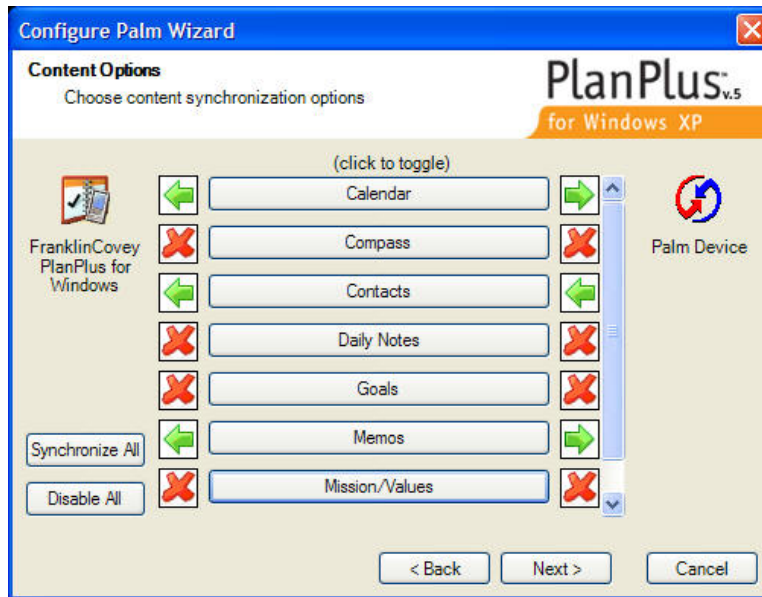 Configure Palm Wizard
Content Options
Choose content synchronization options
PlanPlus™ v.5
for Windows XP
(click to toggle)
Calendar
Compass
Contacts
Daily Notes
Goals
Memos
Mission/Values
FranklinCovey
PlanPlus for
Windows
Palm Device
Synchronize All
Disable All
< Back
Next >
Cancel